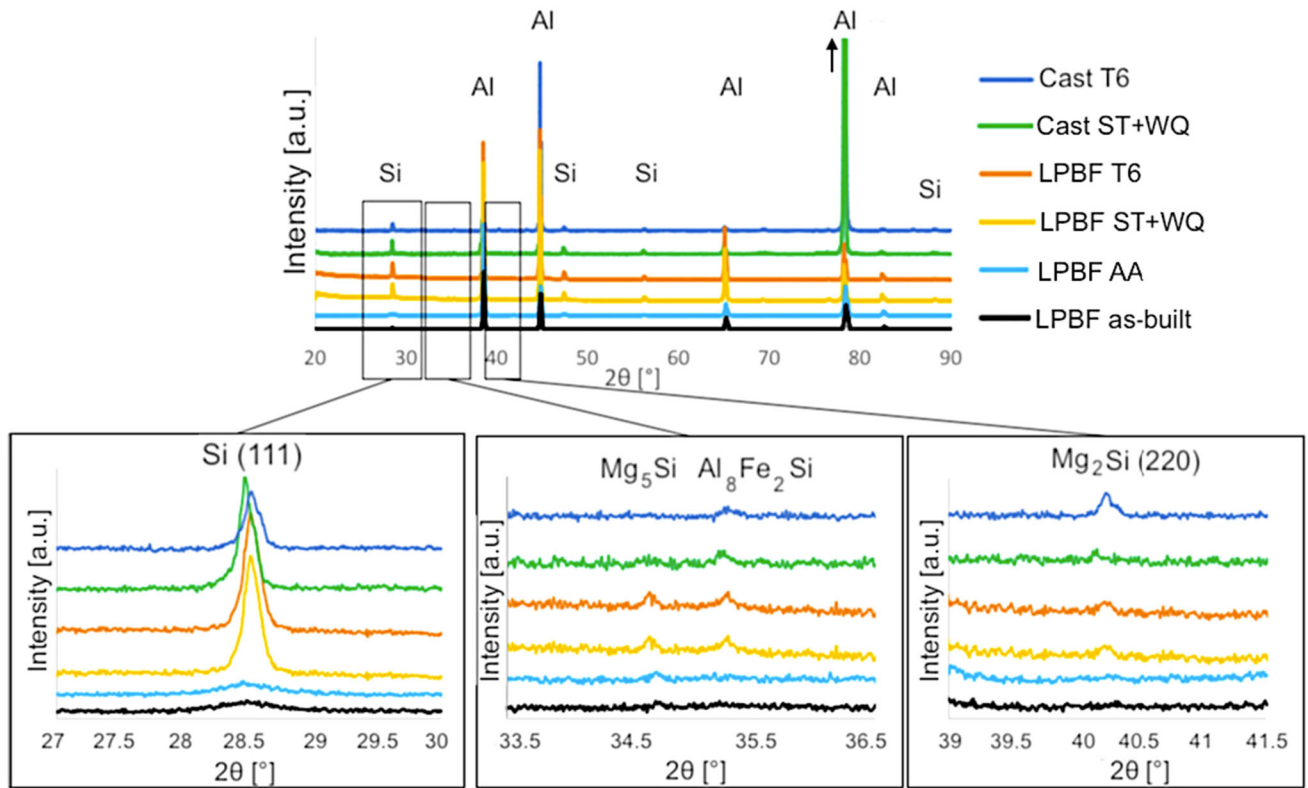 Al Al
Al Al Al
Si Si Si Si
Intensity [a.u.]
20 30 40 50 60 70 80 90
2θ [°]
Cast T6
Cast ST+WQ
LPBF T6
LPBF ST+WQ
LPBF AA
LPBF as-built
Si (111)
Intensity [a.u.]
27 27.5 28 28.5 29 29.5 30
2θ [°]
Mg₅Si Al₈Fe₂Si
Intensity [a.u.]
33.5 34.5 35.5 36.5
2θ [°]
Mg₂Si (220)
Intensity [a.u.]
39 39.5 40 40.5 41 41.5
2θ [°]